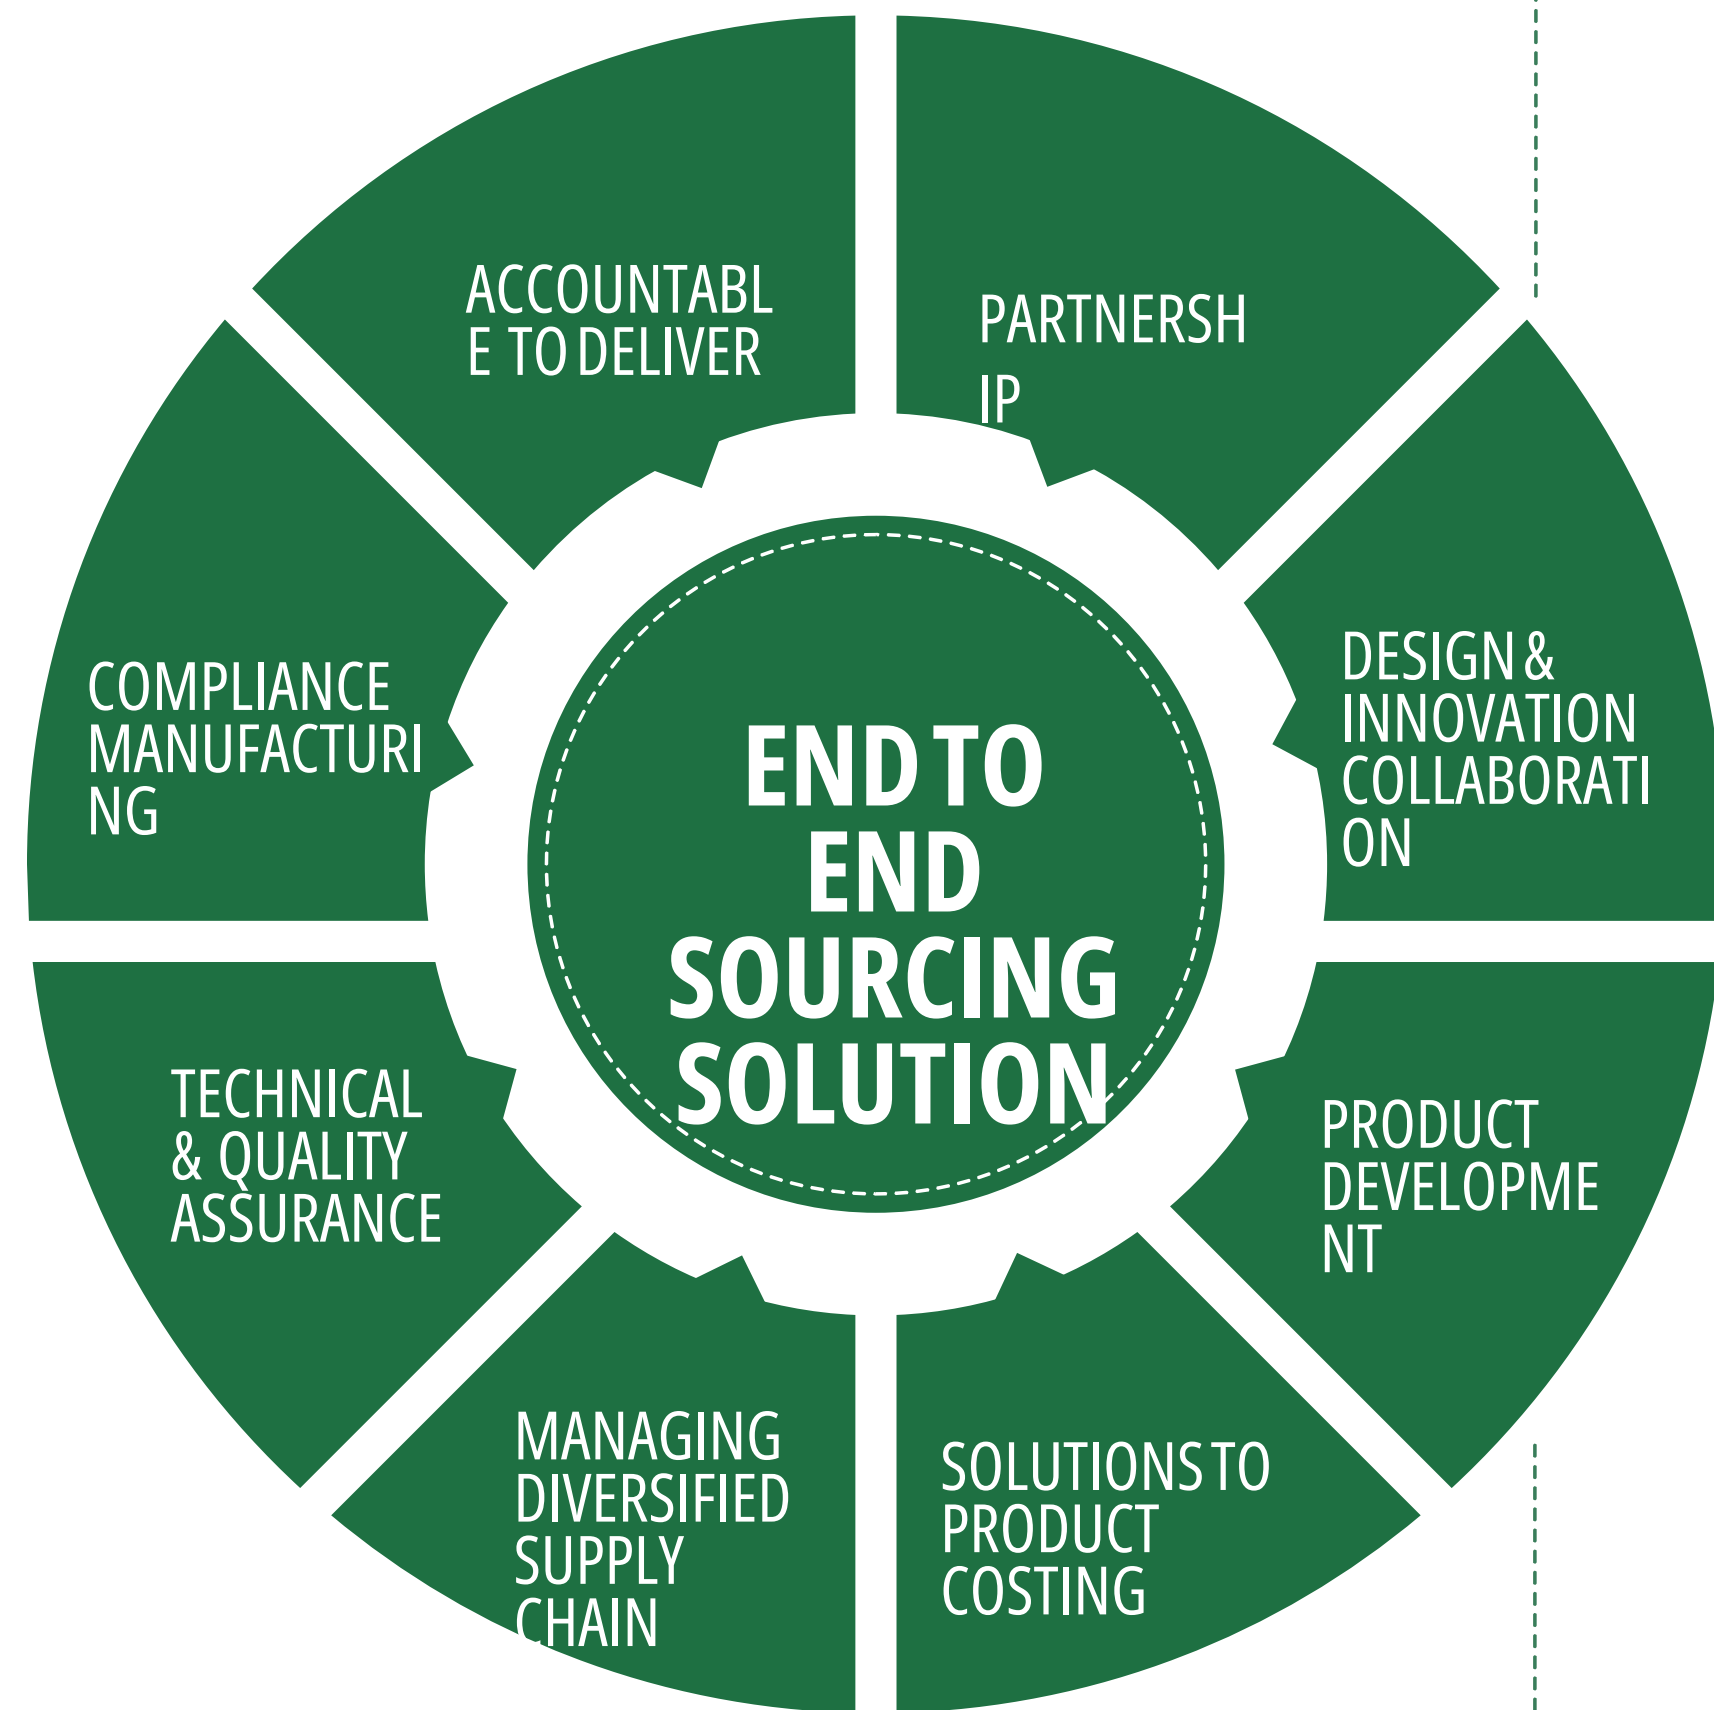 ACCOUNTABL
E TO DELIVER
PARTNERSH
IP
DESIGN &
INNOVATION
COLLABORATI
ON
PRODUCT
DEVELOPME
NT
SOLUTIONS TO
PRODUCT
COSTING
MANAGING
DIVERSIFIED
SUPPLY
CHAIN
TECHNICAL
& QUALITY
ASSURANCE
COMPLIANCE
MANUFACTURI
NG
END TO
END
SOURCING
SOLUTION